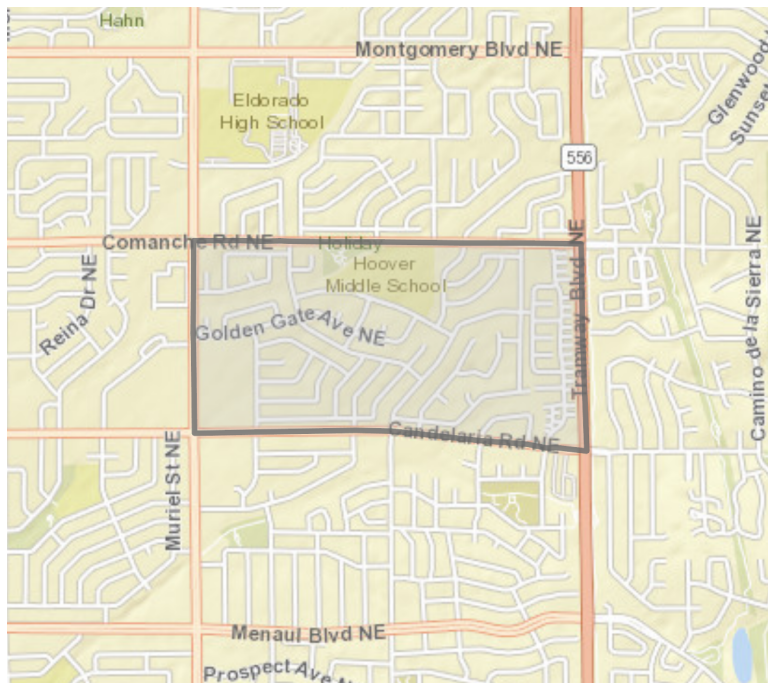 Hahn
Montgomery Blvd NE
Glenwood
Sunset
Eldorado
High School
556
Comanche Rd NE
Holiday
Hoover
Middle School
Reina Dr NE
Golden Gate Ave NE
Tramway Blvd NE
Camino de la Sierra NE
Candelaria Rd NE
Muriel St NE
Menaul Blvd NE
Prospect Ave N